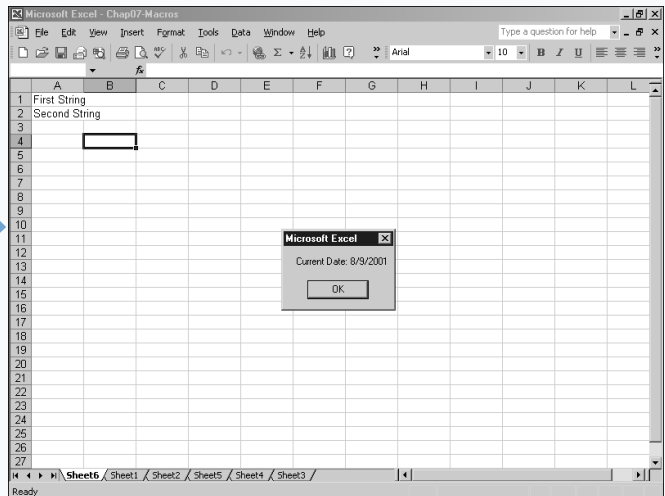 Microsoft Excel - Chap07-Macros
File Edit View Insert Format Tools Data Window Help Type a question for help
Arial 10 B I U
fx
A B C D E F G H I J K L
1 First String
2 Second String
3
4
5
6
7
8
9
10
11
12
13
14
15
16
17
18
19
20
21
22
23
24
25
26
27
Microsoft Excel
Current Date: 8/9/2001
OK
Sheet6 Sheet1 Sheet2 Sheet5 Sheet4 Sheet3
Ready